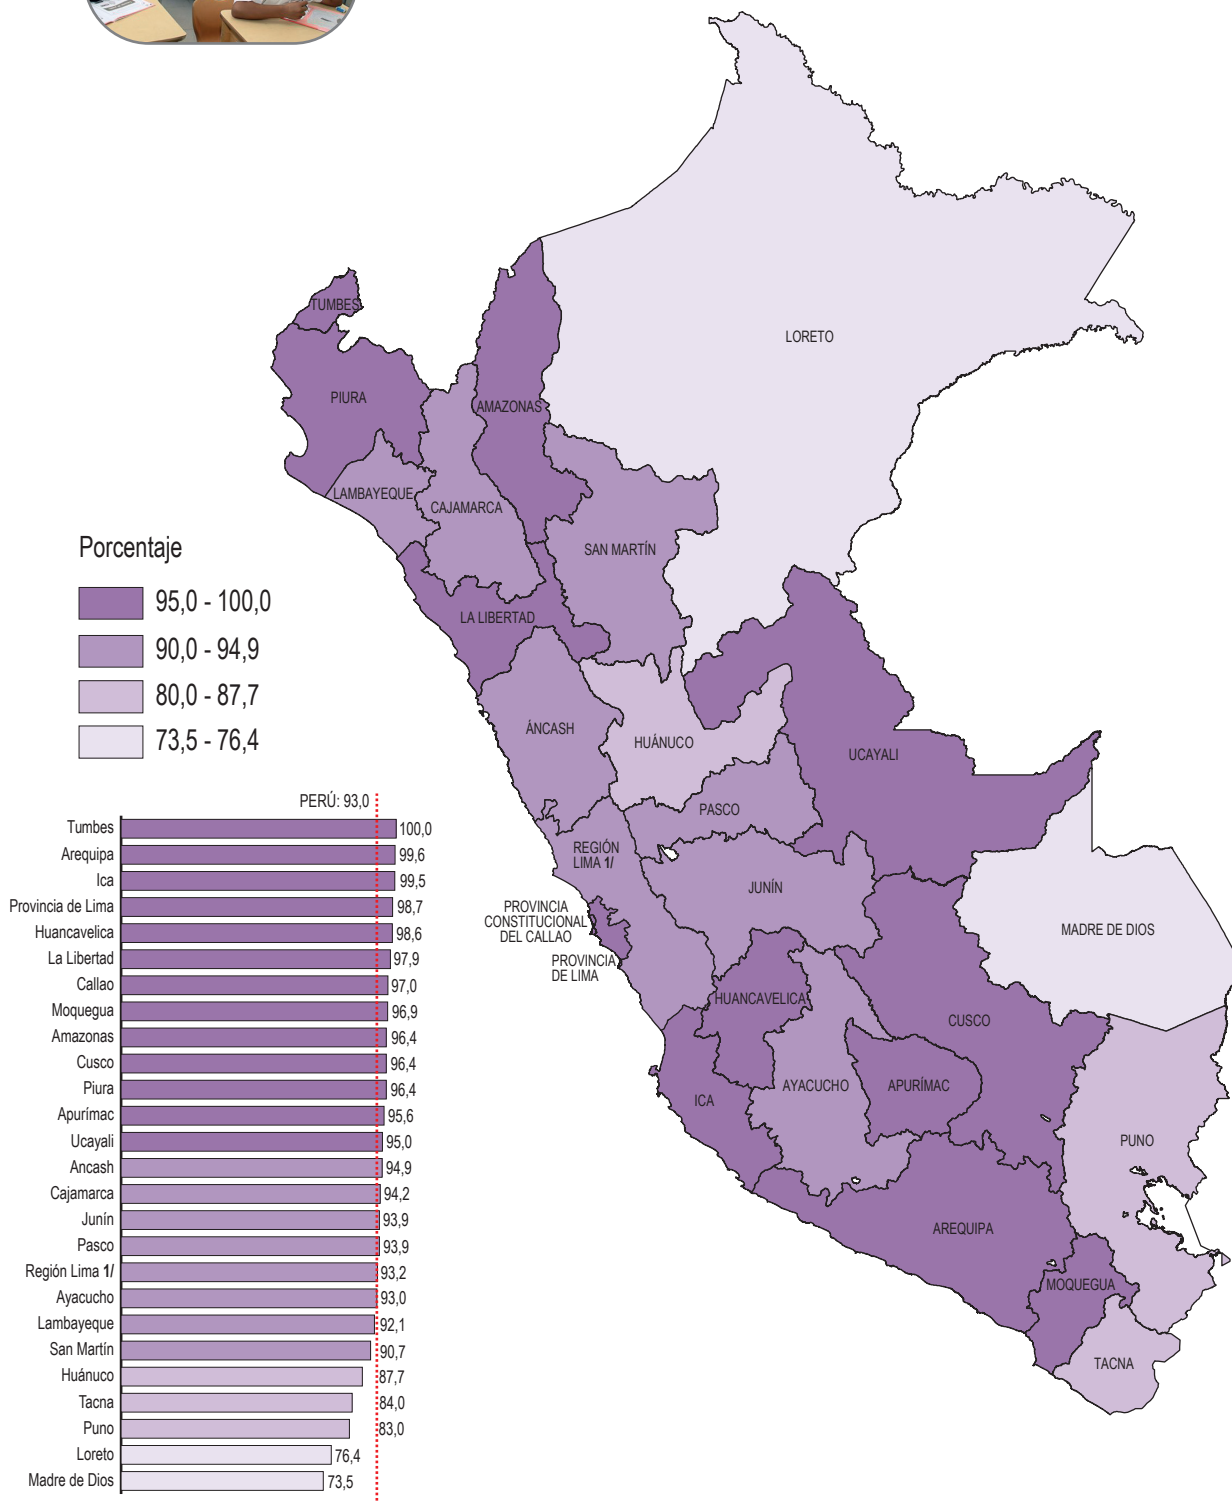 TUMBES
LORETO
PIURA
AMAZONAS
LAMBAYEQUE
CAJAMARCA
SAN MARTÍN
LA LIBERTAD
ÁNCASH
HUÁNUCO
UCAYALI
PASCO
REGIÓN
LIMA 1/
JUNÍN
PROVINCIA
CONSTITUCIONAL
DEL CALLAO
PROVINCIA
DE LIMA
MADRE DE DIOS
HUANCAVELICA
CUSCO
AYACUCHO
APURÍMAC
ICA
PUNO
AREQUIPA
MOQUEGUA
TACNA
Porcentaje
95,0 - 100,0
90,0 - 94,9
80,0 - 87,7
73,5 - 76,4
PERÚ: 93,0
Tumbes 100,0
Arequipa 99,6
Ica 99,5
Provincia de Lima 98,7
Huancavelica 98,6
La Libertad 97,9
Callao 97,0
Moquegua 96,9
Amazonas 96,4
Cusco 96,4
Piura 96,4
Apurímac 95,6
Ucayali 95,0
Ancash 94,9
Cajamarca 94,2
Junín 93,9
Pasco 93,9
Región Lima 1/ 93,2
Ayacucho 93,0
Lambayeque 92,1
San Martín 90,7
Huánuco 87,7
Tacna 84,0
Puno 83,0
Loreto 76,4
Madre de Dios 73,5